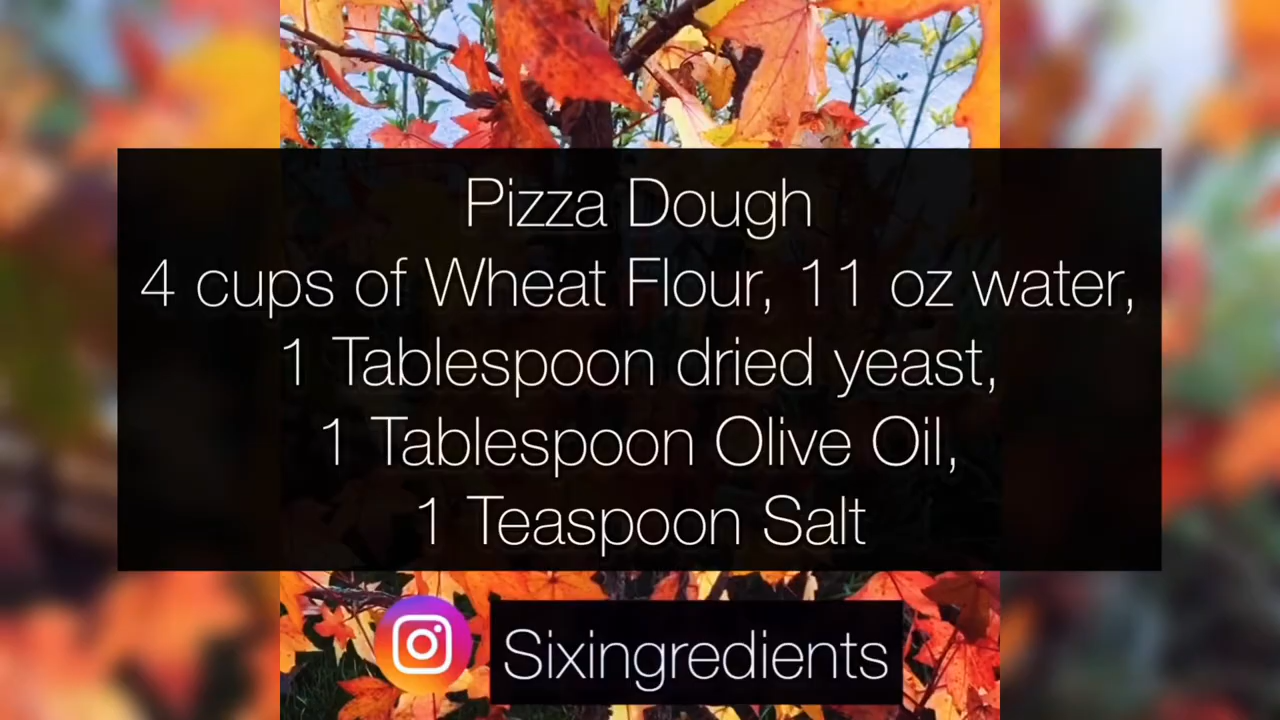 Pizza Dough
4 cups of Wheat Flour, 11 oz water,
1 Tablespoon dried yeast,
1 Tablespoon Olive Oil,
1 Teaspoon Salt
Sixingredients